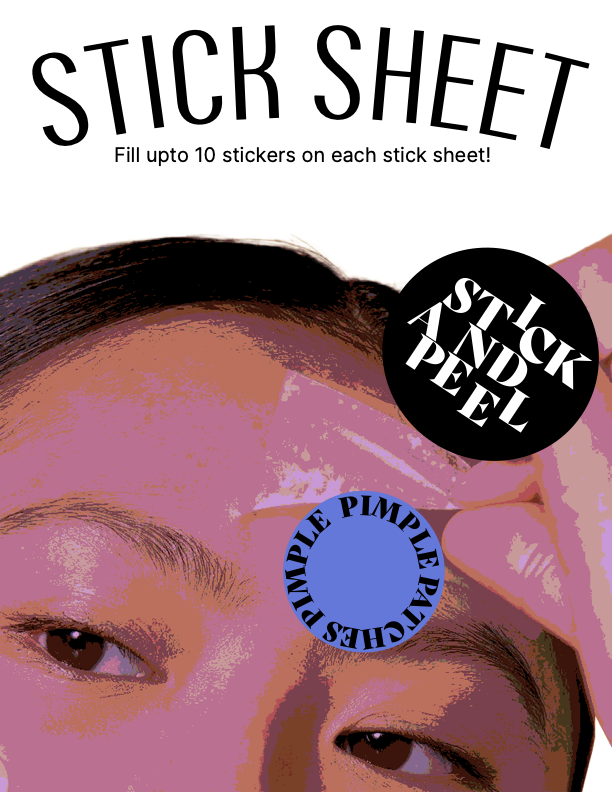 STICK SHEET
Fill upto 10 stickers on each stick sheet!
STICK
AND
PEEL
PIMPLE PIMPLE PATCHES